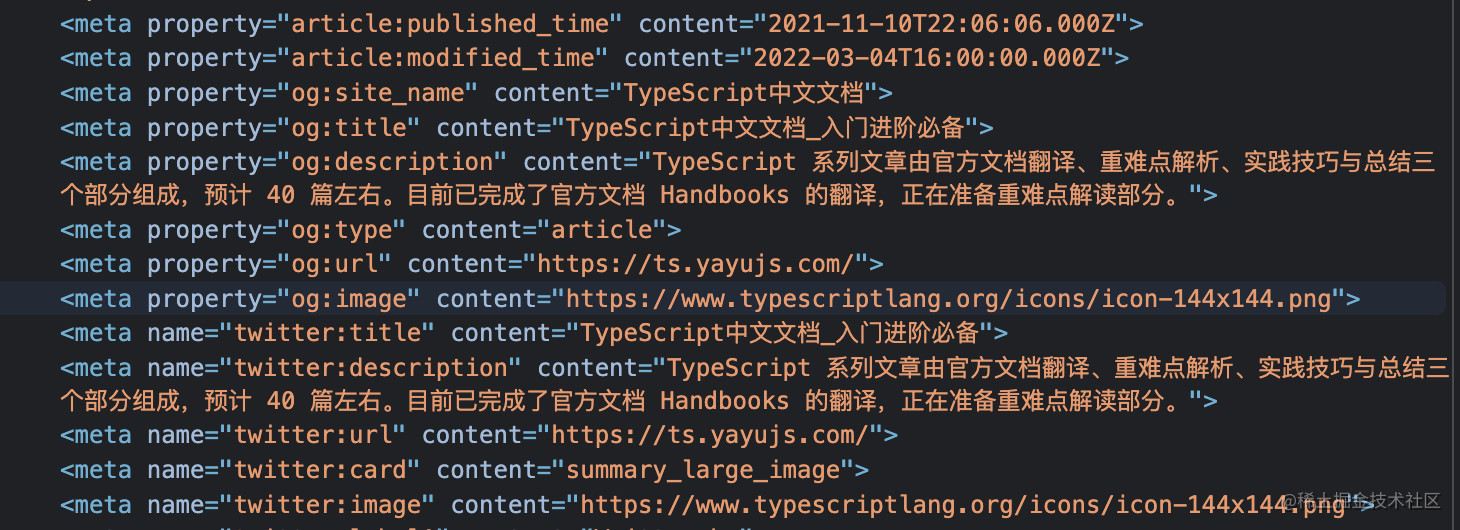 <meta property="article:published_time" content="2021-11-10T22:06:06.000Z">
<meta property="article:modified_time" content="2022-03-04T16:00:00.000Z">
<meta property="og:site_name" content="TypeScript中文文档">
<meta property="og:title" content="TypeScript中文文档_入门进阶必备">
<meta property="og:description" content="TypeScript 系列文章由官方文档翻译、重难点解析、实践技巧与总结三
个部分组成，预计 40 篇左右。目前已完成了官方文档 Handbooks 的翻译，正在准备重难点解读部分。">
<meta property="og:type" content="article">
<meta property="og:url" content="https://ts.yayujs.com/">
<meta property="og:image" content="https://www.typescriptlang.org/icons/icon-144x144.png">
<meta name="twitter:title" content="TypeScript中文文档_入门进阶必备">
<meta name="twitter:description" content="TypeScript 系列文章由官方文档翻译、重难点解析、实践技巧与总结三
个部分组成，预计 40 篇左右。目前已完成了官方文档 Handbooks 的翻译，正在准备重难点解读部分。">
<meta name="twitter:url" content="https://ts.yayujs.com/">
<meta name="twitter:card" content="summary_large_image">
<meta name="twitter:image" content="https://www.typescriptlang.org/icons/icon-144x144.png">
@稀土掘金技术社区